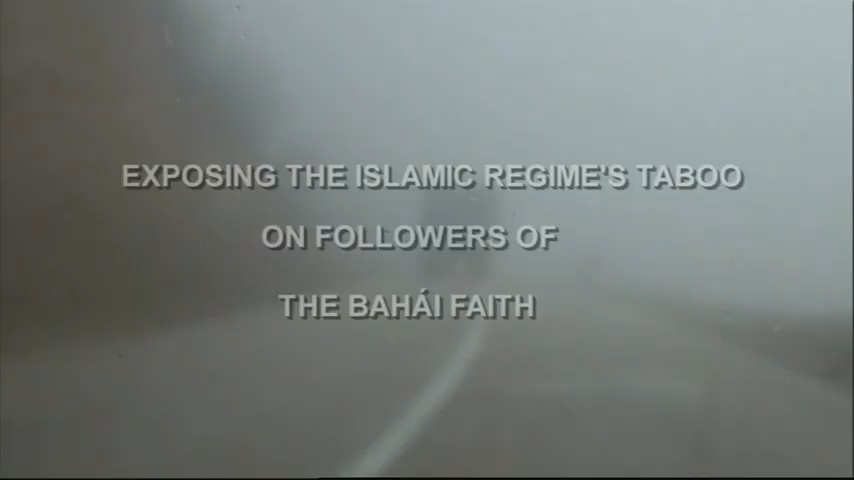 EXPOSING THE ISLAMIC REGIME'S TABOO
ON FOLLOWERS OF
THE BAHÁI FAITH